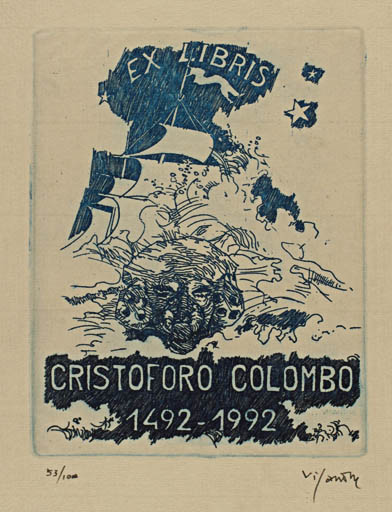 EX LIBRIS
CRISTOFORO COLOMBO
1492-1992
53/100